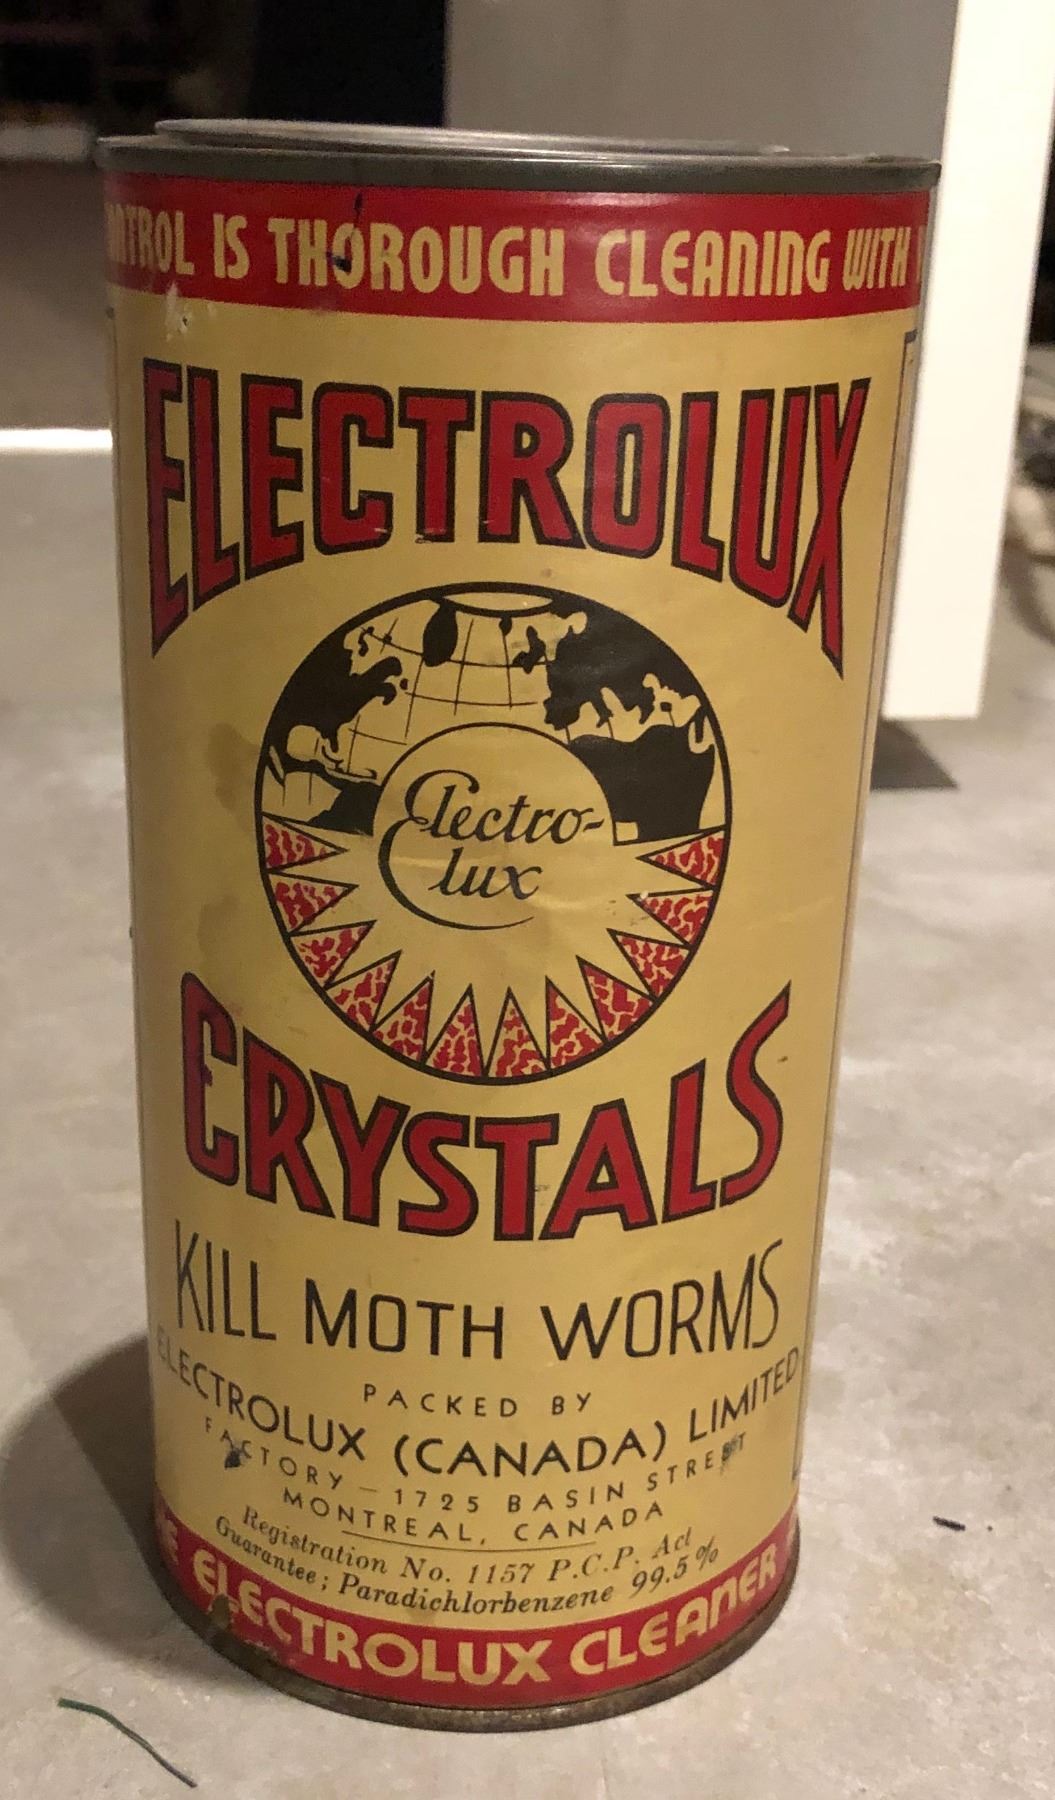 IS THOROUGH CLEANING WITH
ELECTROLUX
Electro-
lux
CRYSTALS
KILL MOTH WORMS
PACKED BY
ELECTROLUX (CANADA) LIMITED
FACTORY — 1725 BASIN STREET
MONTREAL, CANADA
Registration No. 1157 P.C.P. Act
Guarantee; Paradichlorbenzene 99.5%
ELECTROLUX CLEANER